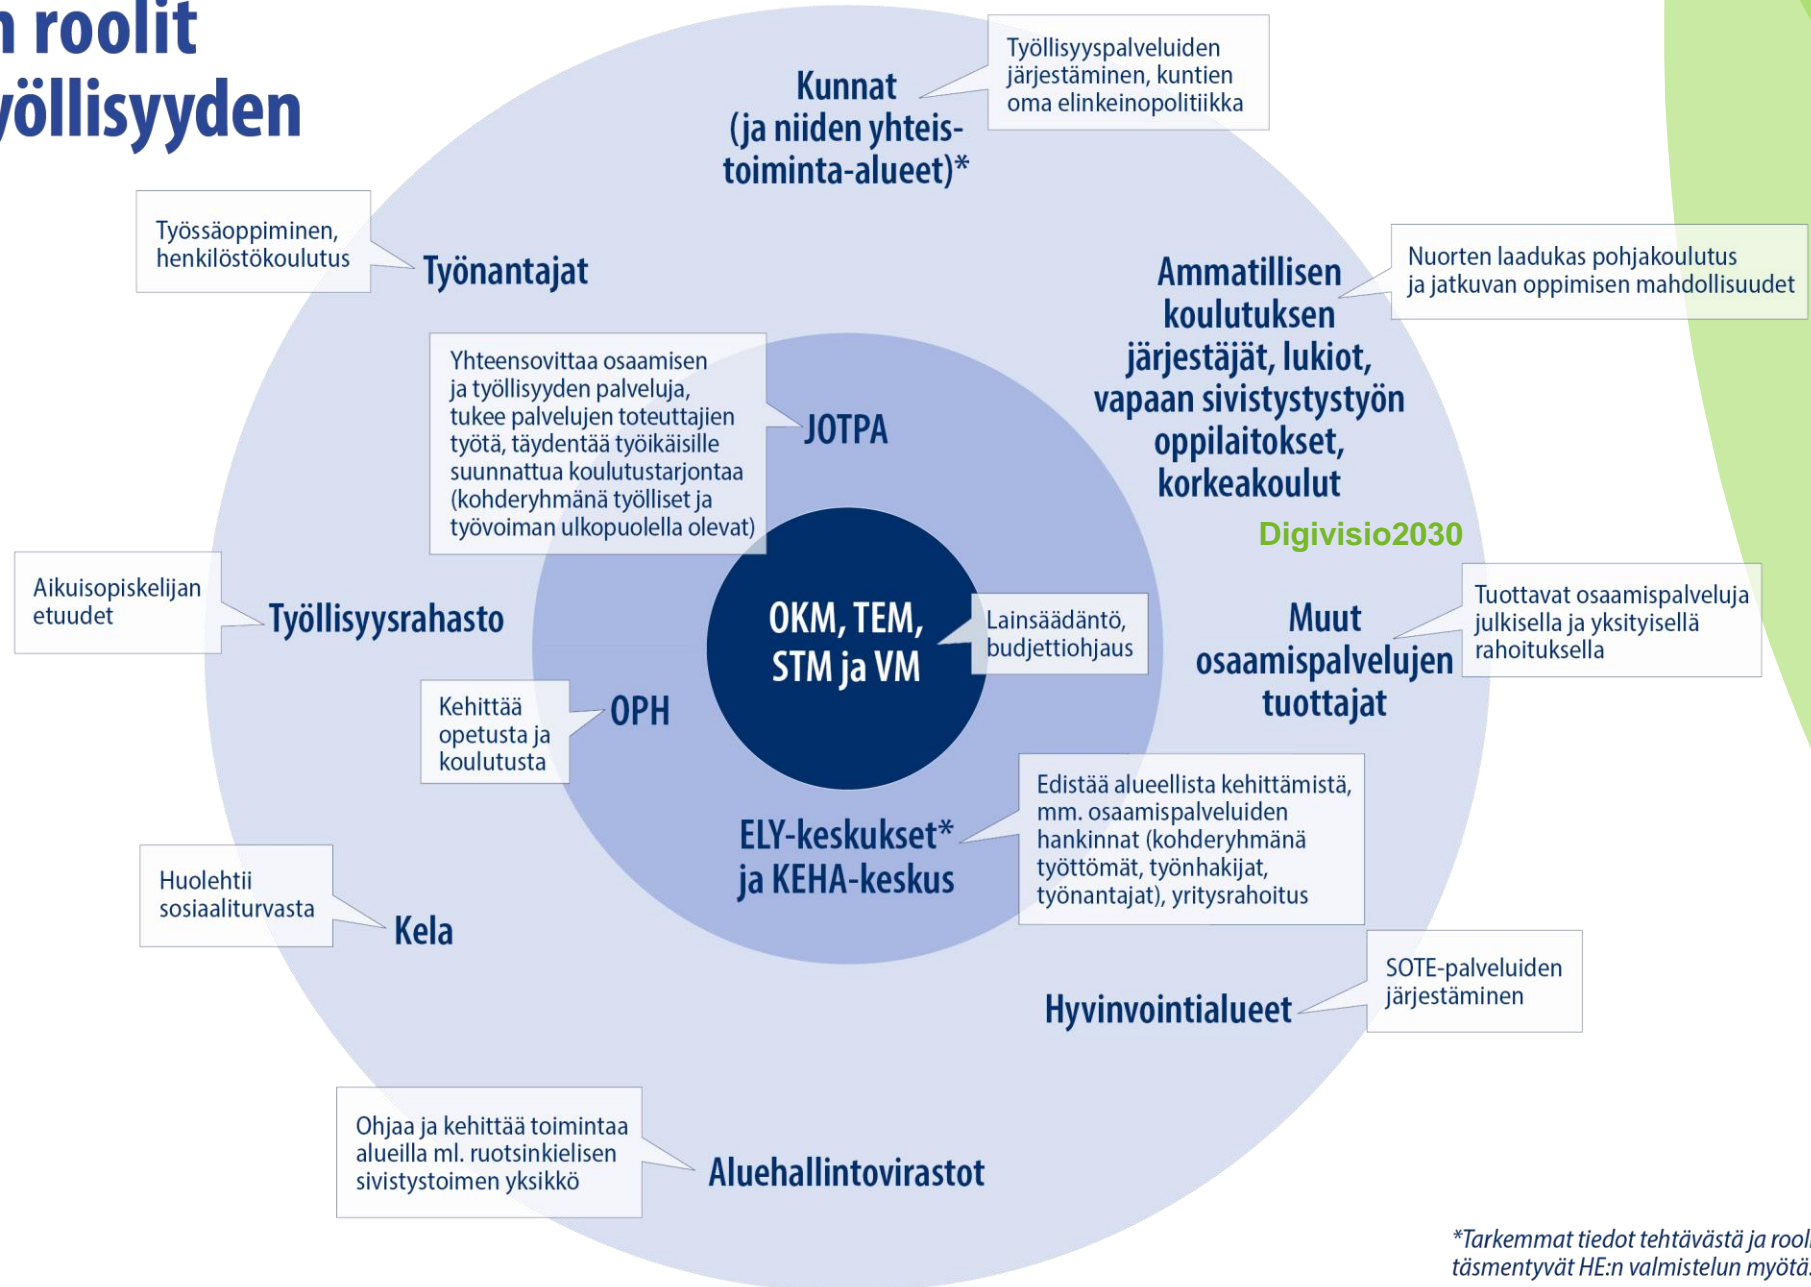 n roolit
yöllisyyden
Työllisyyspalveluiden
järjestäminen, kuntien
oma elinkeinopolitiikka
Kunnat
(ja niiden yhteis-
toiminta-alueet)*
Työssäoppiminen,
henkilöstökoulutus
Työnantajat
Nuorten laadukas pohjakoulutus
ja jatkuvan oppimisen mahdollisuudet
Ammatillisen
koulutuksen
järjestäjät, lukiot,
vapaan sivistystystyön
oppilaitokset,
korkeakoulut
Digivisio2030
Yhteensovittaa osaamisen
ja työllisyyden palveluja,
tukee palvelujen toteuttajien
työtä, täydentää työikäisille
suunnattua koulutustarjontaa
(kohderyhmänä työlliset ja
työvoiman ulkopuolella olevat)
JOTPA
Aikuisopiskelijan
etuudet
Työllisyysrahasto
OKM, TEM,
STM ja VM
Lainsäädäntö,
budjettiohjaus
Tuottavat osaamispalveluja
julkisella ja yksityisellä
rahoituksella
Muut
osaamispalvelujen
tuottajat
Kehittää
opetusta ja
koulutusta
OPH
Edistää alueellista kehittämistä,
mm. osaamispalveluiden
hankinnat (kohderyhmänä
työttömät, työnhakijat,
työnantajat), yritysrahoitus
ELY-keskukset*
ja KEHA-keskus
Huolehtii
sosiaaliturvasta
Kela
SOTE-palveluiden
järjestäminen
Hyvinvointialueet
Ohjaa ja kehittää toimintaa
alueilla ml. ruotsinkielisen
sivistystoimen yksikkö
Aluehallintovirastot
*Tarkemmat tiedot tehtävästä ja rooli
täsmentyvät HE:n valmistelun myötä.